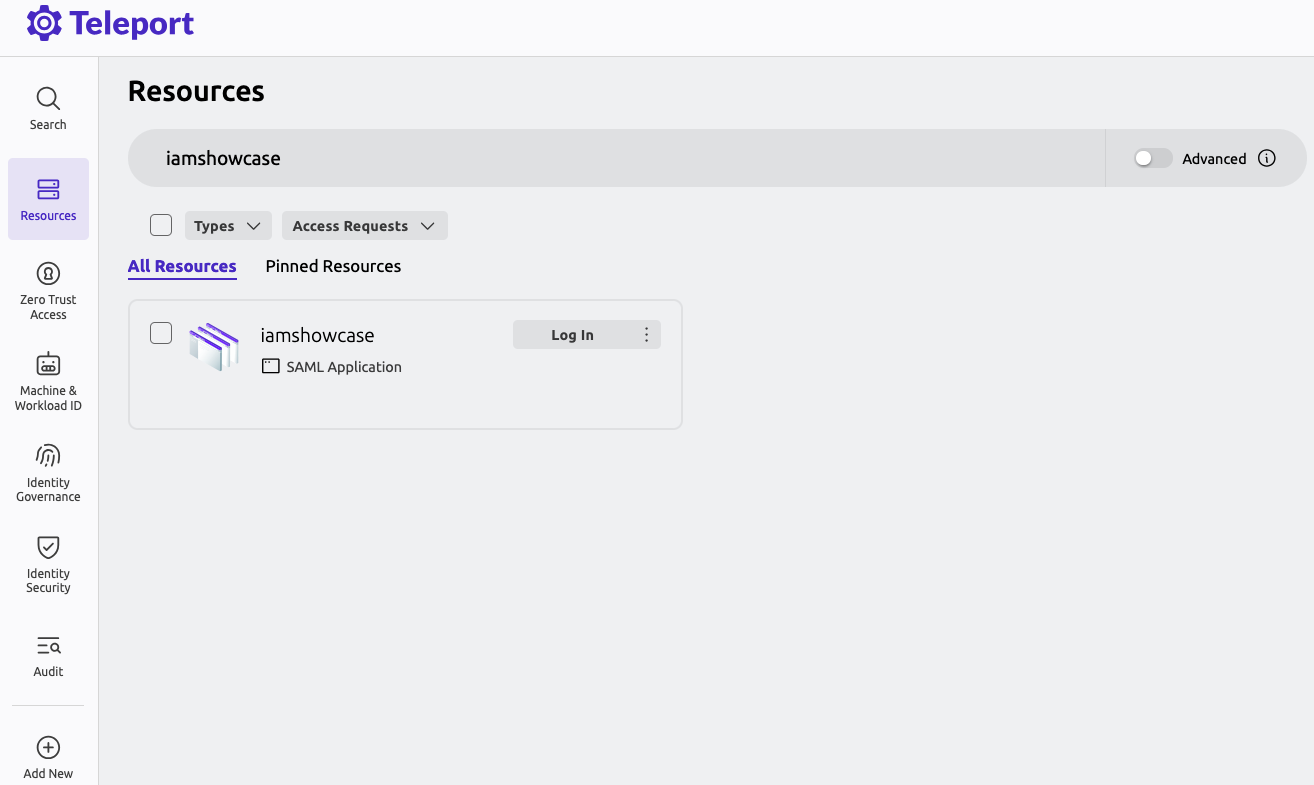 Teleport
Search
Resources
Zero Trust
Access
Machine &
Workload ID
Identity
Governance
Identity
Security
Audit
Add New
Resources
iamshowcase
Advanced
Types
Access Requests
All Resources
Pinned Resources
iamshowcase
Log In
SAML Application